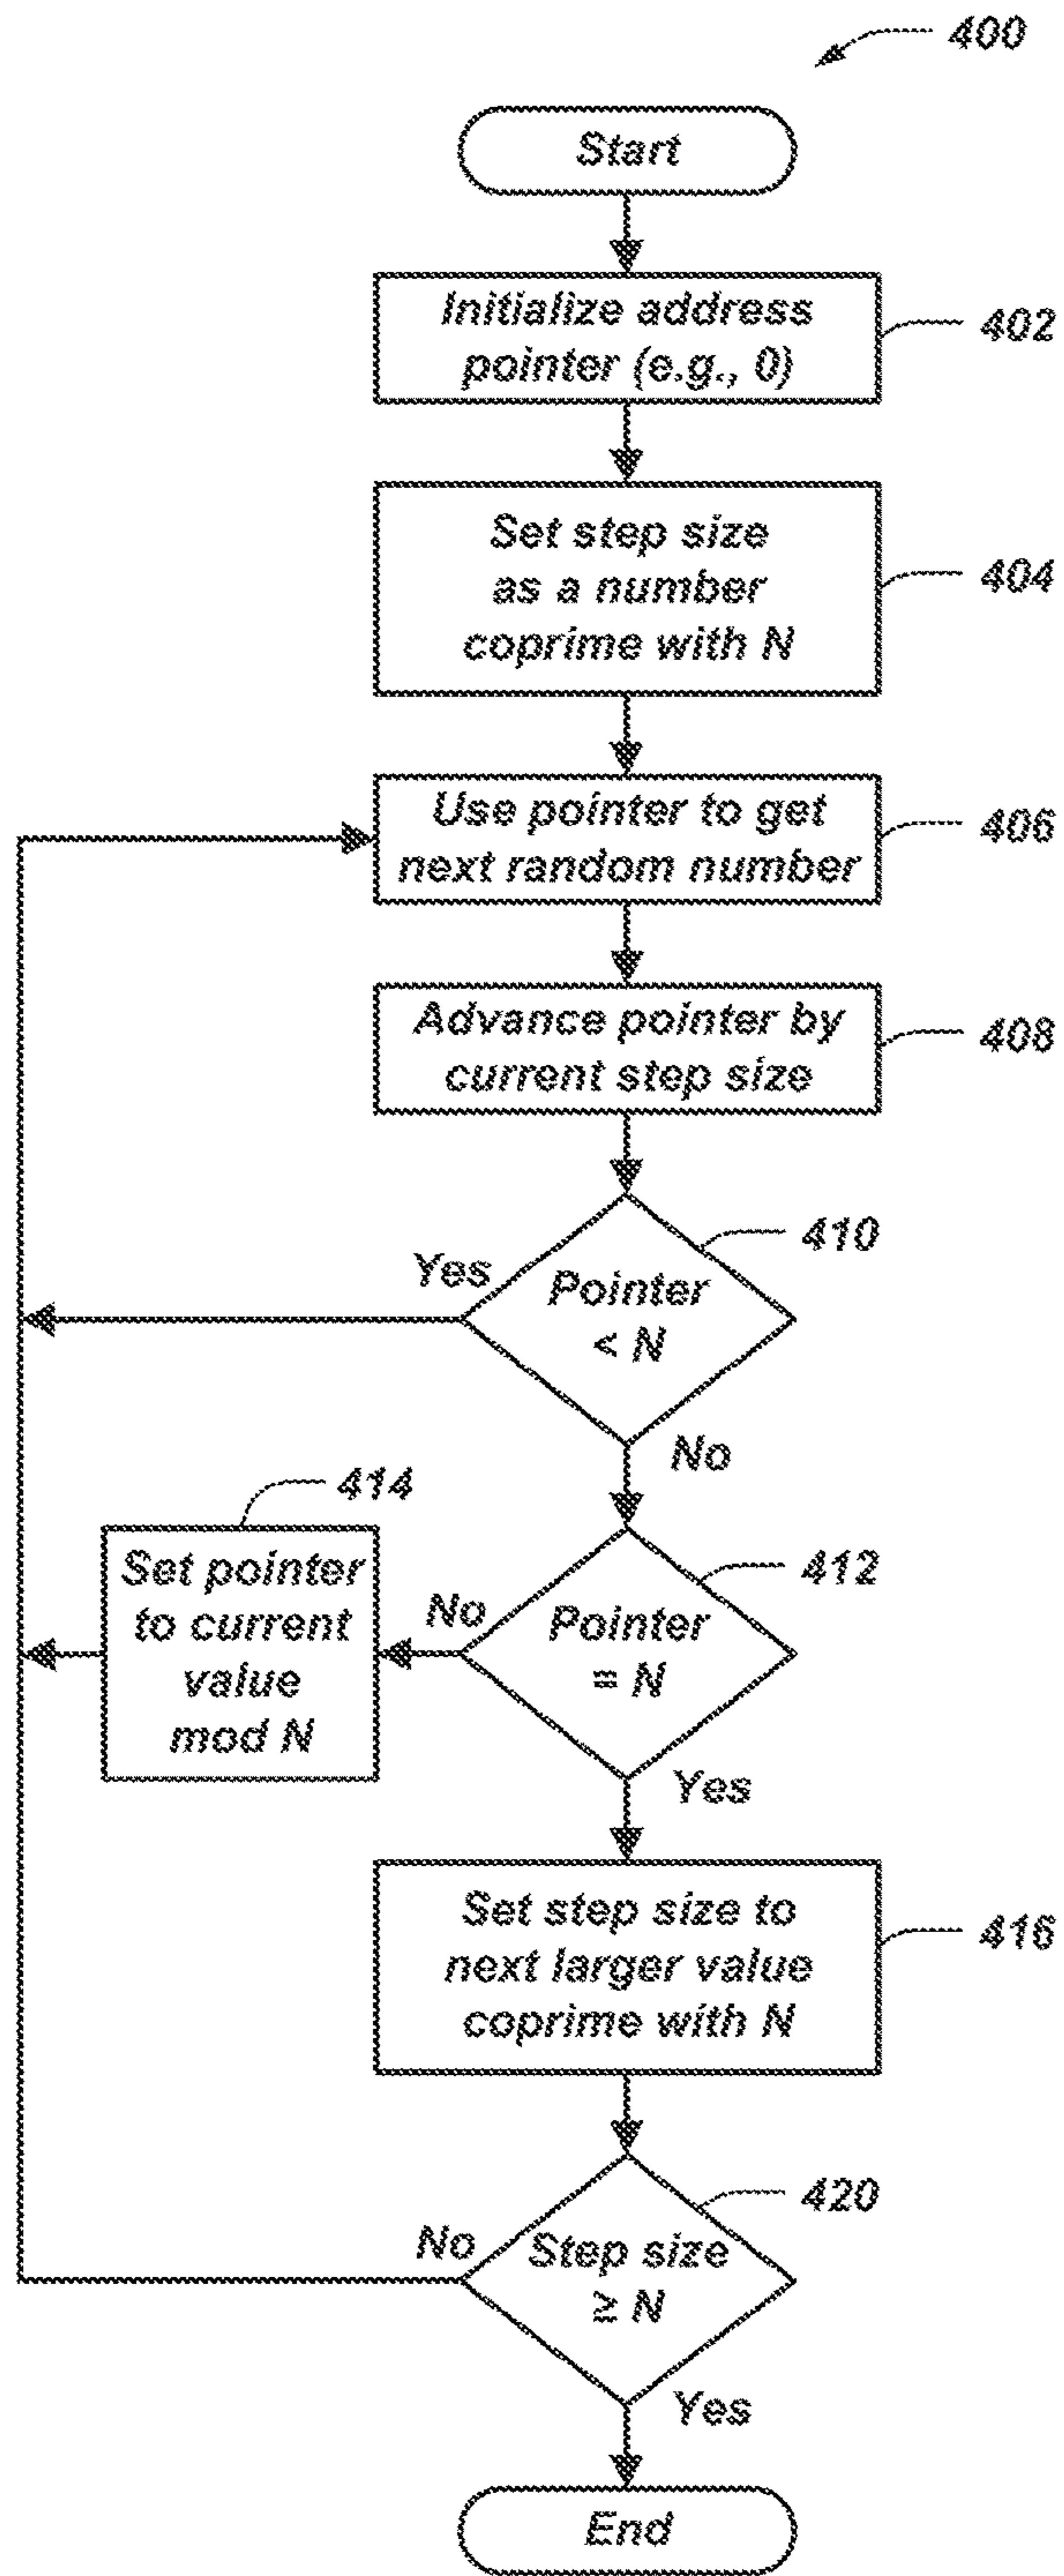 400
Start
Initialize address
pointer (e.g., 0)
402
Set step size
as a number
coprime with N
404
Use pointer to get
next random number
406
Advance pointer by
current step size
408
410
Yes
Pointer
< N
No
414
Set pointer
to current
value
mod N
412
No
Pointer
= N
Yes
Set step size to
next larger value
coprime with N
416
420
No
Step size
≥ N
Yes
End